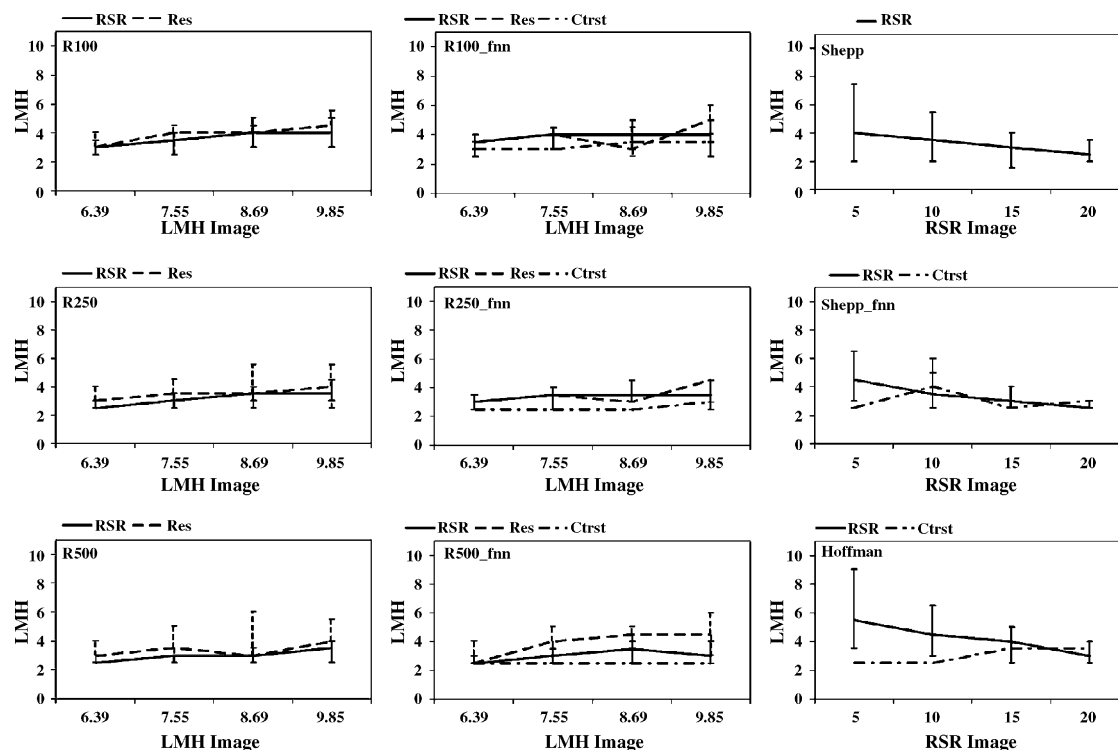 RSR Res
R100
LMH
10
8
6
4
2
0
6.39 7.55 8.69 9.85
LMH Image
RSR Res Ctrst
R100_fnn
LMH
10
8
6
4
2
0
6.39 7.55 8.69 9.85
LMH Image
RSR
Shepp
LMH
10
8
6
4
2
0
5 10 15 20
RSR Image
RSR Res
R250
LMH
10
8
6
4
2
0
6.39 7.55 8.69 9.85
LMH Image
RSR Res Ctrst
R250_fnn
LMH
10
8
6
4
2
0
6.39 7.55 8.69 9.85
LMH Image
RSR Ctrst
Shepp_fnn
LMH
10
8
6
4
2
0
5 10 15 20
RSR Image
RSR Res
R500
LMH
10
8
6
4
2
0
6.39 7.55 8.69 9.85
LMH Image
RSR Res Ctrst
R500_fnn
LMH
10
8
6
4
2
0
6.39 7.55 8.69 9.85
LMH Image
RSR Ctrst
Hoffman
LMH
10
8
6
4
2
0
5 10 15 20
RSR Image